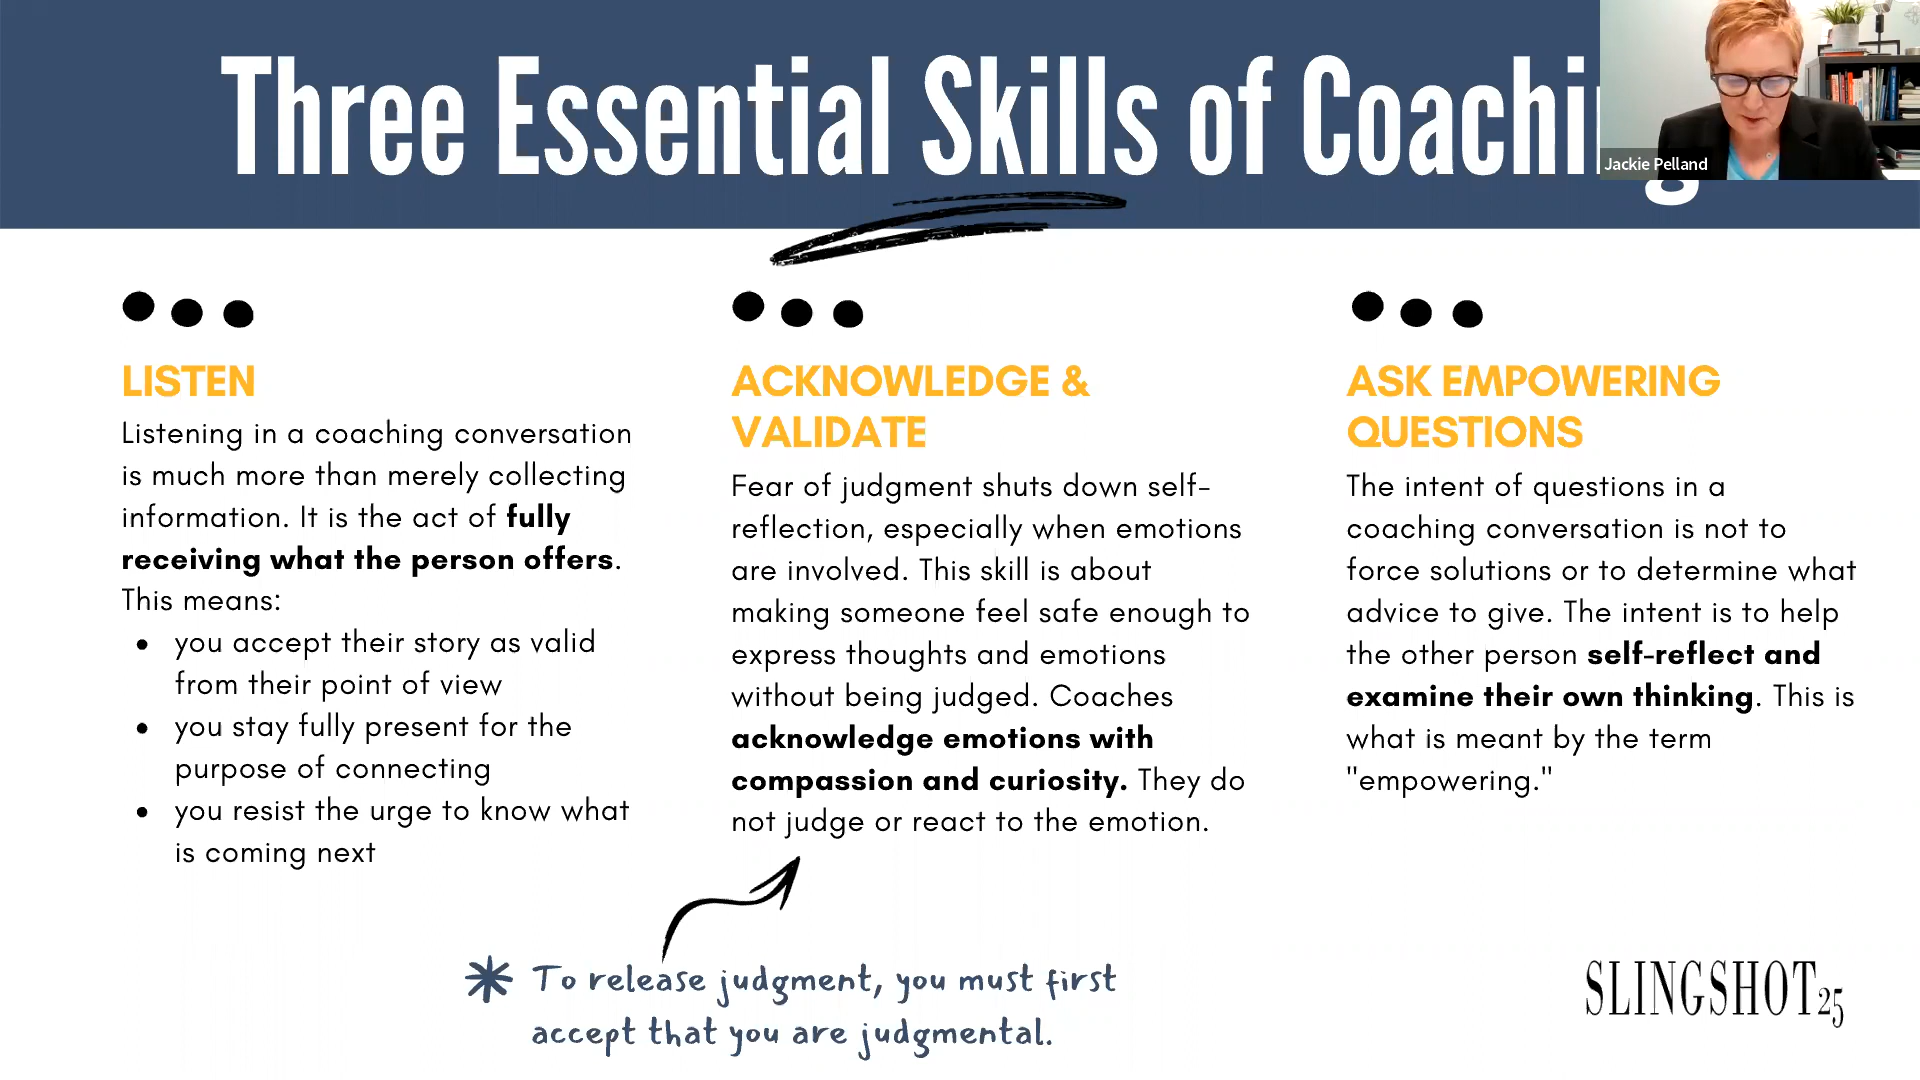 Three Essential Skills of Coaching
Jackie Pelland
LISTEN
Listening in a coaching conversation
is much more than merely collecting
information. It is the act of fully
receiving what the person offers.
This means:
• you accept their story as valid
from their point of view
• you stay fully present for the
purpose of connecting
• you resist the urge to know what
is coming next
ACKNOWLEDGE &
VALIDATE
Fear of judgment shuts down self-
reflection, especially when emotions
are involved. This skill is about
making someone feel safe enough to
express thoughts and emotions
without being judged. Coaches
acknowledge emotions with
compassion and curiosity. They do
not judge or react to the emotion.
ASK EMPOWERING
QUESTIONS
The intent of questions in a
coaching conversation is not to
force solutions or to determine what
advice to give. The intent is to help
the other person self-reflect and
examine their own thinking. This is
what is meant by the term
"empowering."
To release judgment, you must first
accept that you are judgmental.
SLINGSHOT25